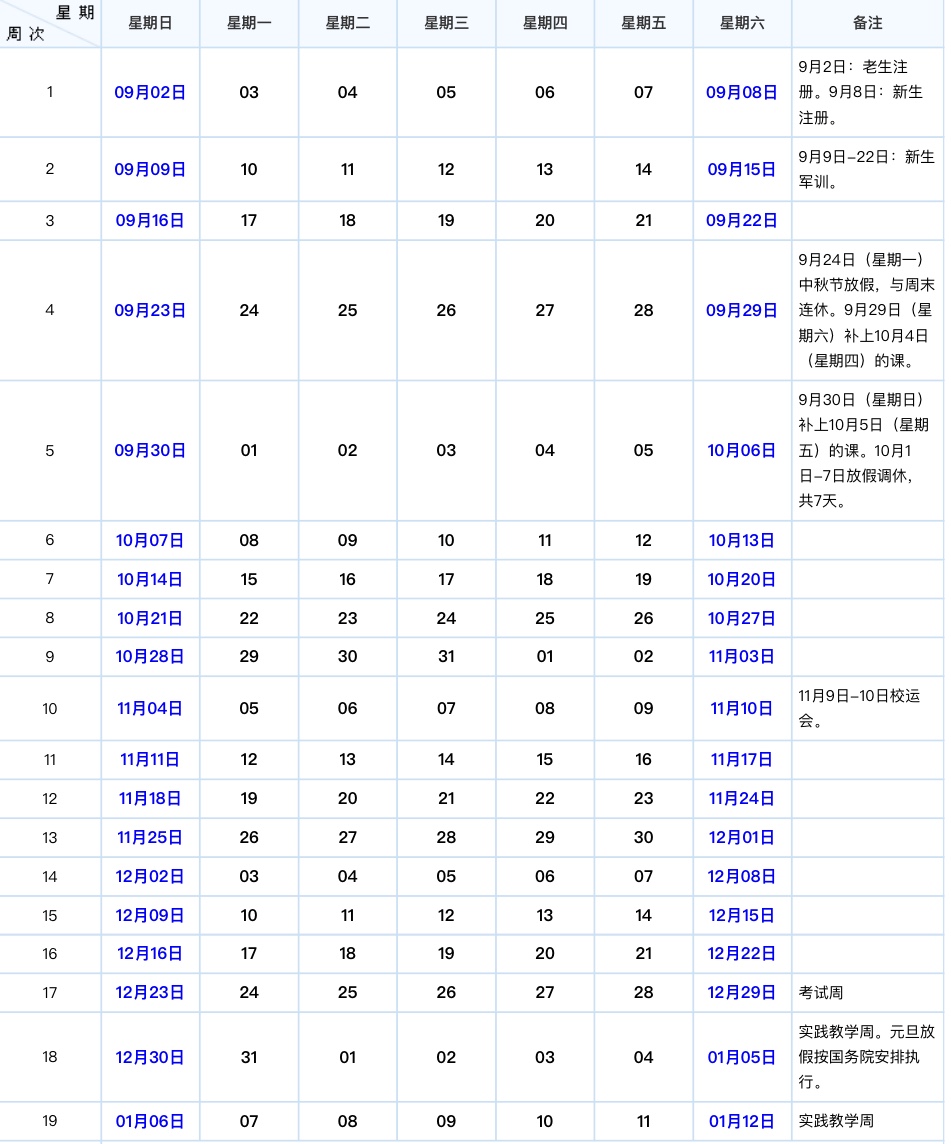 星 期
周 次
星期日 星期一 星期二 星期三 星期四 星期五 星期六 备注
1 09月02日 03 04 05 06 07 09月08日 9月2日：老生注
册。9月8日：新生
注册。
2 09月09日 10 11 12 13 14 09月15日 9月9日–22日：新生
军训。
3 09月16日 17 18 19 20 21 09月22日
4 09月23日 24 25 26 27 28 09月29日 9月24日（星期一）
中秋节放假，与周末
连休。9月29日（星
期六）补上10月4日
（星期四）的课。
5 09月30日 01 02 03 04 05 10月06日 9月30日（星期日）
补上10月5日（星期
五）的课。10月1
日–7日放假调休，
共7天。
6 10月07日 08 09 10 11 12 10月13日
7 10月14日 15 16 17 18 19 10月20日
8 10月21日 22 23 24 25 26 10月27日
9 10月28日 29 30 31 01 02 11月03日
10 11月04日 05 06 07 08 09 11月10日 11月9日–10日校运
会。
11 11月11日 12 13 14 15 16 11月17日
12 11月18日 19 20 21 22 23 11月24日
13 11月25日 26 27 28 29 30 12月01日
14 12月02日 03 04 05 06 07 12月08日
15 12月09日 10 11 12 13 14 12月15日
16 12月16日 17 18 19 20 21 12月22日
17 12月23日 24 25 26 27 28 12月29日 考试周
18 12月30日 31 01 02 03 04 01月05日 实践教学周。元旦放
假按国务院安排执
行。
19 01月06日 07 08 09 10 11 01月12日 实践教学周